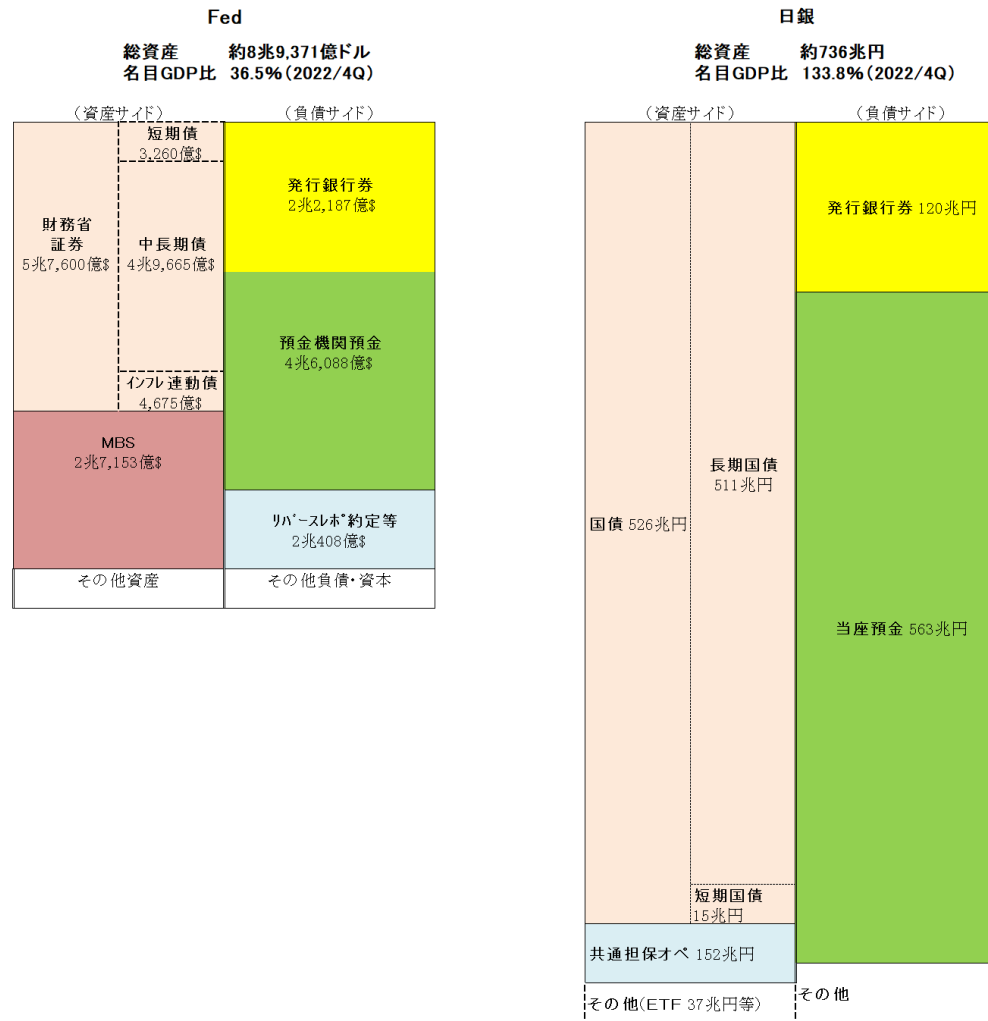 Fed
総資産 約8兆9,371億ドル
名目GDP比 36.5%(2022/4Q)
(資産サイド)
(負債サイド)
財務省
証券
5兆7,600億$
短期債
3,260億$
中長期債
4兆9,665億$
インフレ連動債
4,675億$
MBS
2兆7,153億$
その他資産
発行銀行券
2兆2,187億$
預金機関預金
4兆6,088億$
リバースレポ約定等
2兆408億$
その他負債・資本
日銀
総資産 約736兆円
名目GDP比 133.8%(2022/4Q)
(資産サイド)
(負債サイド)
国債 526兆円
長期国債
511兆円
短期国債
15兆円
共通担保オペ 152兆円
その他(ETF 37兆円等)
発行銀行券 120兆円
当座預金 563兆円
その他